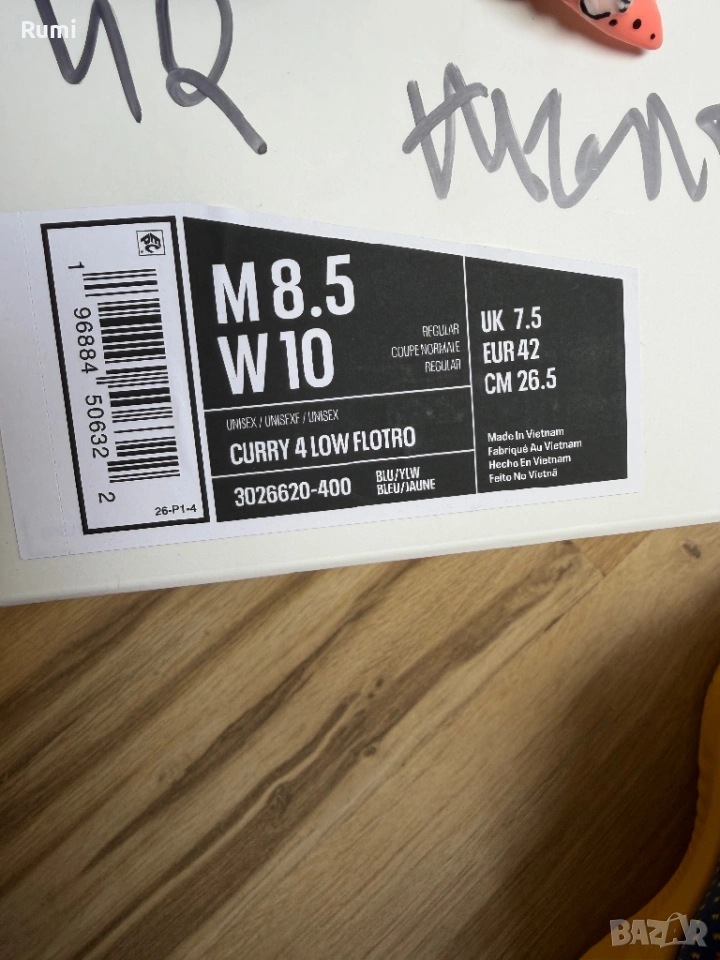 Rumi
42
1 96884 50632 2
26-P1-4
M 8.5
W 10
REGULAR
COUPE NORMALE
REGULAR
UNISEX / UNISEXE / UNISEX
CURRY 4 LOW FLOTRO
3026620-400
BLU/YLW
BLEU/JAUNE
UK 7.5
EUR 42
CM 26.5
Made In Vietnam
Fabriqué Au Vietnam
Hecho En Vietnam
Feito No Vietnã
BAZAR